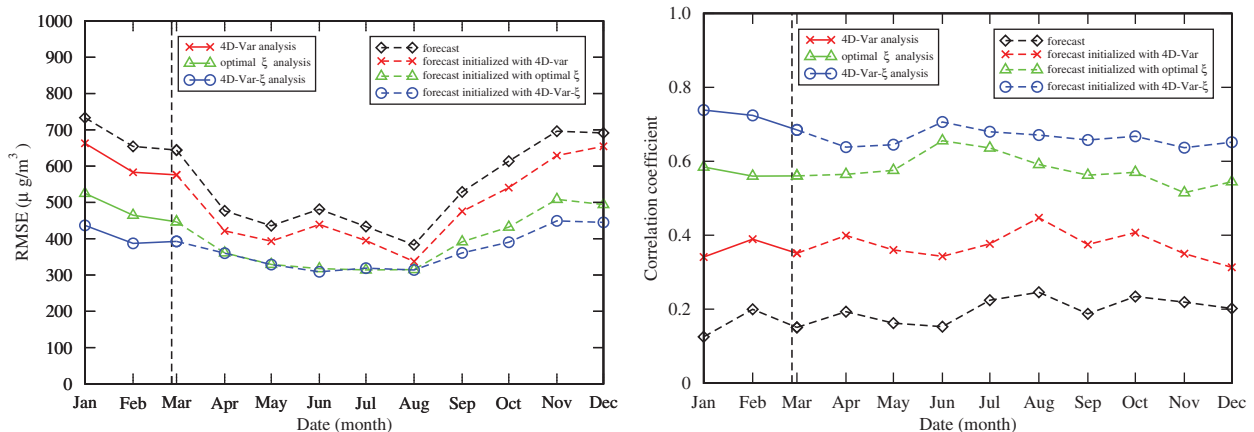 1000
900
800
700
600
500
400
300
200
100
0
RMSE (µ g/m³)
4D-Var analysis
optimal ξ analysis
4D-Var-ξ analysis
forecast
forecast initialized with 4D-var
forecast initialized with optimal ξ
forecast initialized with 4D-Var-ξ
Jan Feb Mar Apr May Jun Jul Aug Sep Oct Nov Dec
Date (month)
1.0
0.8
0.6
0.4
0.2
0
Correlation coefficient
4D-Var analysis
optimal ξ analysis
4D-Var-ξ analysis
forecast
forecast initialized with 4D-Var
forecast initialized with optimal ξ
forecast initialized with 4D-Var-ξ
Jan Feb Mar Apr May Jun Jul Aug Sep Oct Nov Dec
Date (month)